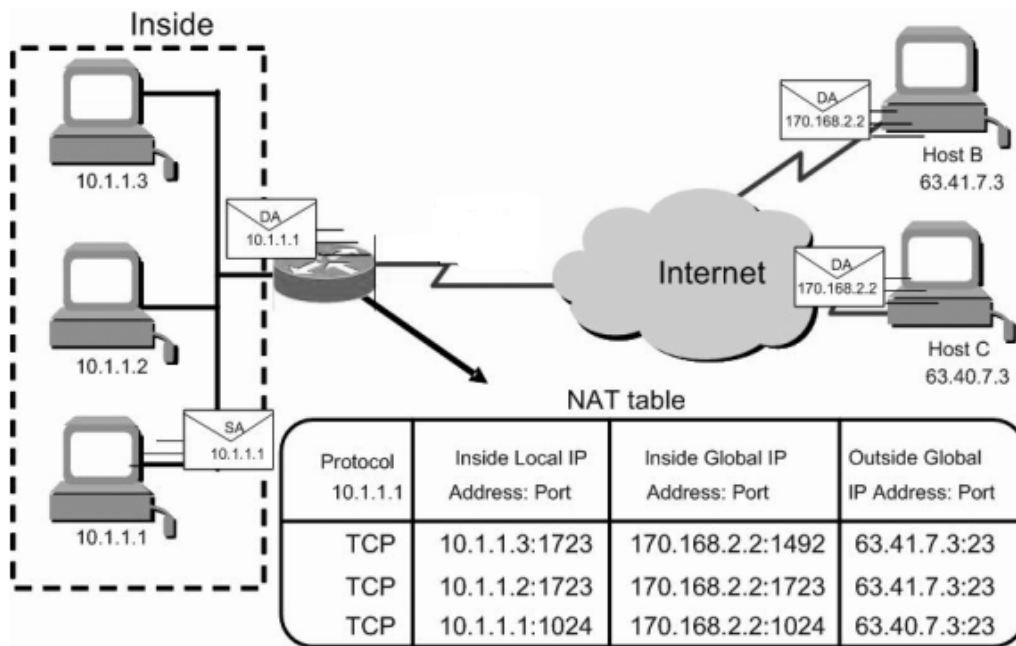 Inside
10.1.1.3
10.1.1.2
SA
10.1.1.1
10.1.1.1
DA
10.1.1.1
Internet
DA
170.168.2.2
Host B
63.41.7.3
DA
170.168.2.2
Host C
63.40.7.3
NAT table
Protocol
10.1.1.1
Inside Local IP
Address: Port
Inside Global IP
Address: Port
Outside Global
IP Address: Port
TCP 10.1.1.3:1723 170.168.2.2:1492 63.41.7.3:23
TCP 10.1.1.2:1723 170.168.2.2:1723 63.41.7.3:23
TCP 10.1.1.1:1024 170.168.2.2:1024 63.40.7.3:23